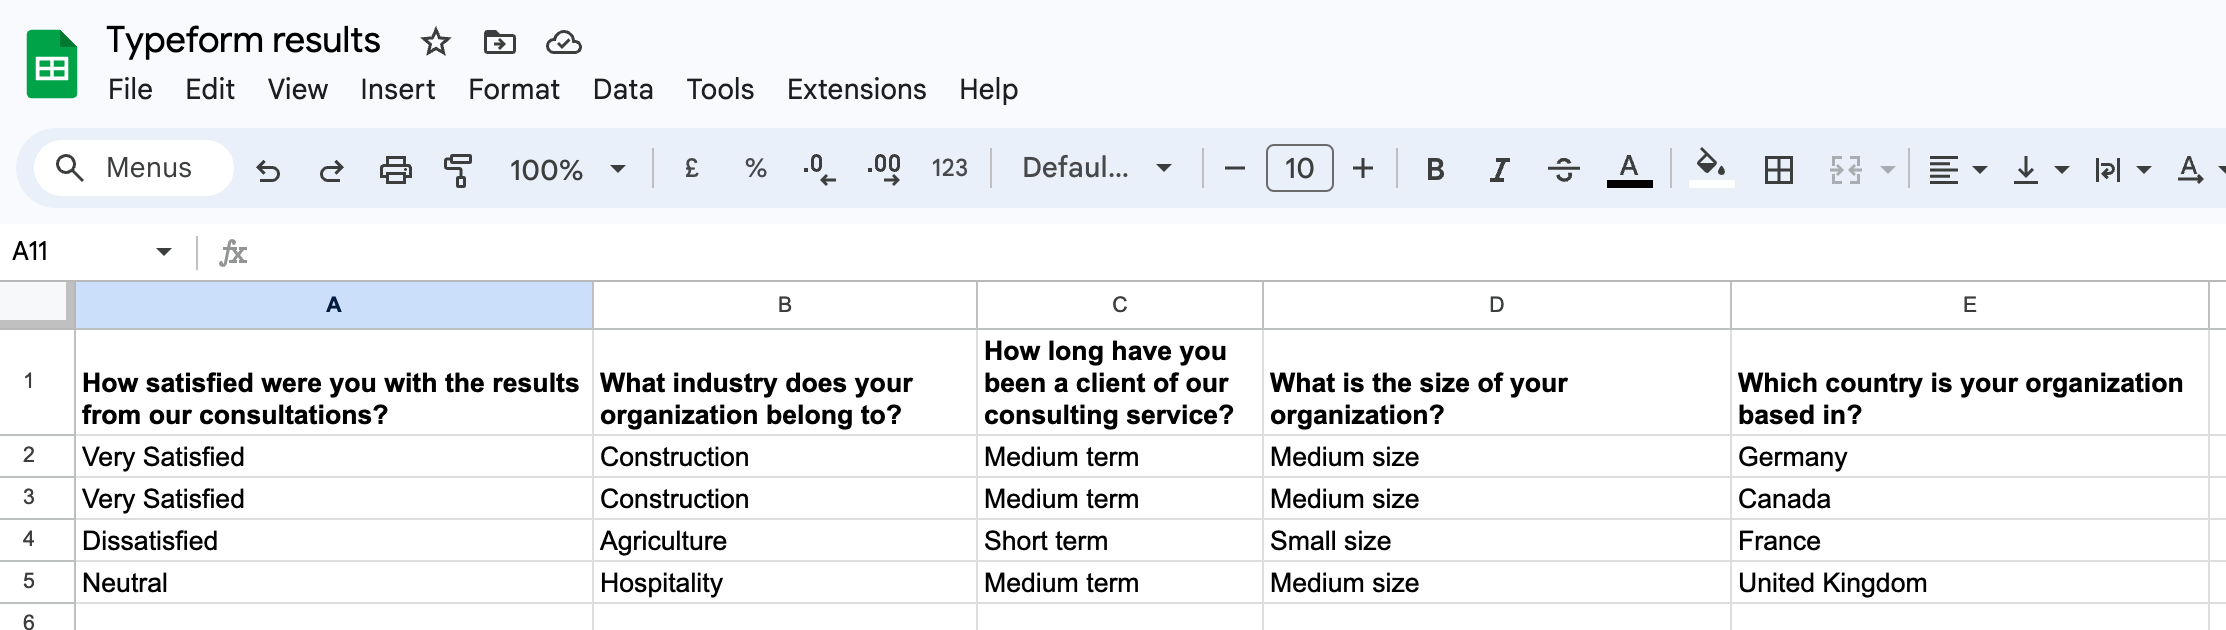 Typeform results
File Edit View Insert Format Data Tools Extensions Help
Menus 100% £ % .0 .00 123 Defaul... 10 B I A A
A11 fx
A B C D E
1 How satisfied were you with the results from our consultations? What industry does your organization belong to? How long have you been a client of our consulting service? What is the size of your organization? Which country is your organization based in?
2 Very Satisfied Construction Medium term Medium size Germany
3 Very Satisfied Construction Medium term Medium size Canada
4 Dissatisfied Agriculture Short term Small size France
5 Neutral Hospitality Medium term Medium size United Kingdom
6